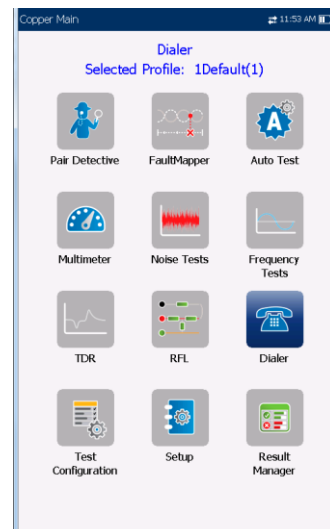 Copper Main 11:53 AM
Dialer
Selected Profile: 1Default(1)
A
Pair Detective FaultMapper Auto Test
Multimeter Noise Tests Frequency Tests
TDR RFL Dialer
Test Configuration Setup Result Manager